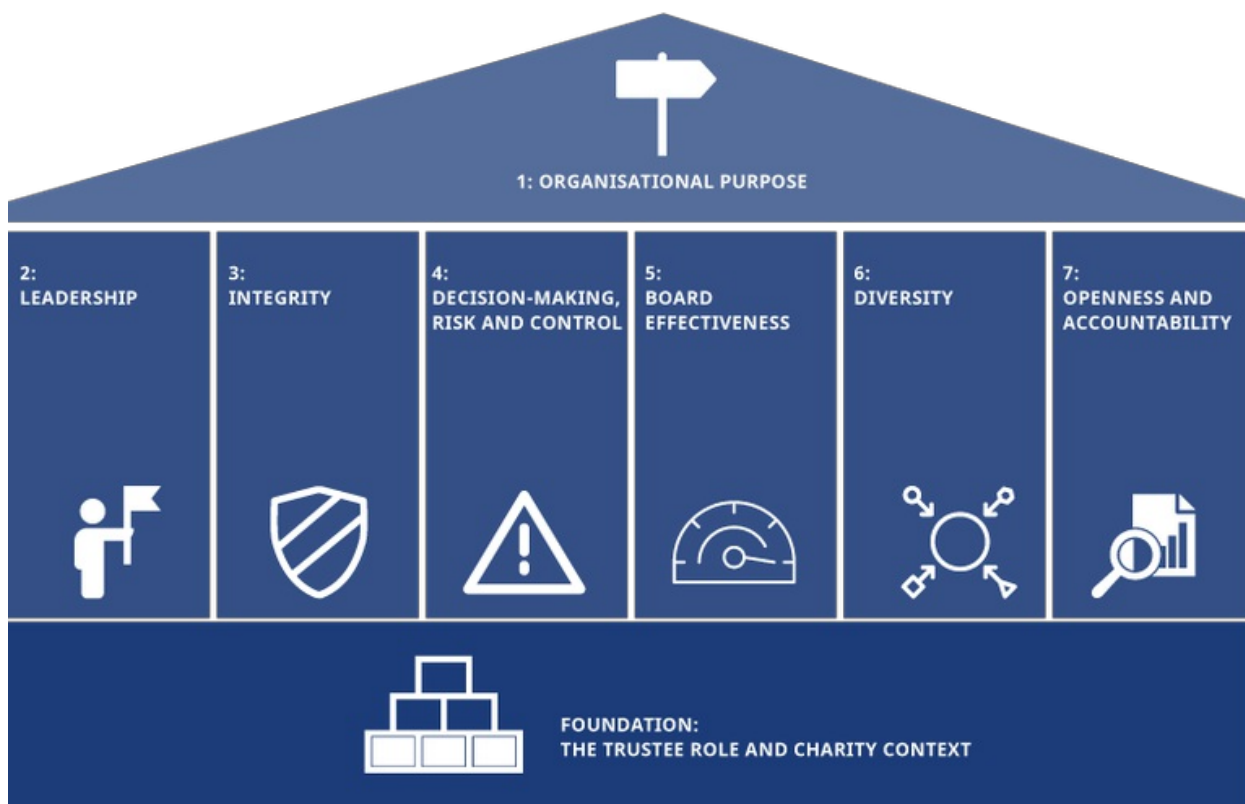 1: ORGANISATIONAL PURPOSE
2:
LEADERSHIP
3:
INTEGRITY
4:
DECISION-MAKING,
RISK AND CONTROL
5:
BOARD
EFFECTIVENESS
6:
DIVERSITY
7:
OPENNESS AND
ACCOUNTABILITY
FOUNDATION:
THE TRUSTEE ROLE AND CHARITY CONTEXT